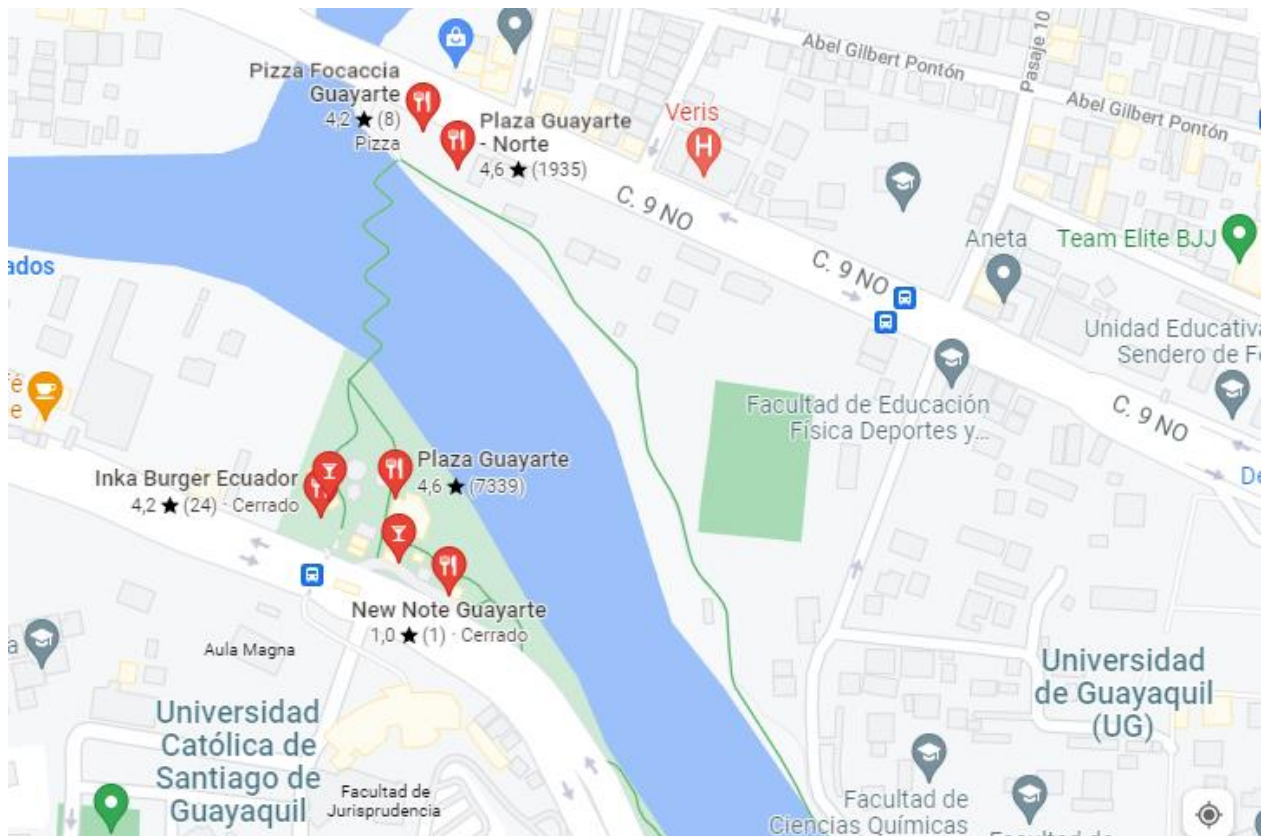 Pizza Focaccia
Guayarte
4,2 ★ (8)
Pizza
Plaza Guayarte
- Norte
4,6 ★ (1935)
Veris
H
Abel Gilbert Pontón
Pasaje 10
Abel Gilbert Pontón
C. 9 NO
C. 9 NO
C. 9 NO
Aneta
Team Elite BJJ
ados
Unidad Educativa
Sendero de F
Facultad de Educación
Física Deportes y...
De
é
e
Inka Burger Ecuador
4,2 ★ (24) · Cerrado
Plaza Guayarte
4,6 ★ (7339)
New Note Guayarte
1,0 ★ (1) · Cerrado
a
Aula Magna
Universidad
Católica de
Santiago de
Guayaquil
Facultad de
Jurisprudencia
Universidad
de Guayaquil
(UG)
Facultad de
Ciencias Químicas
Facultad de